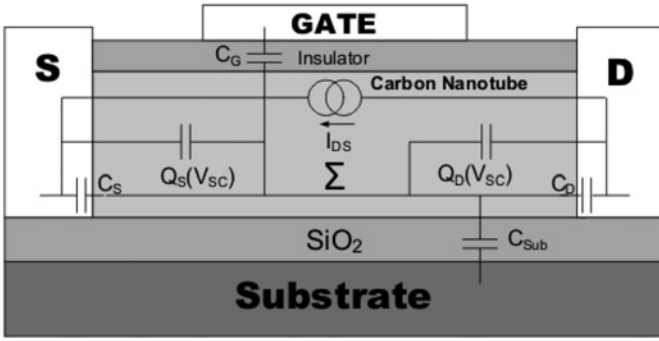 GATE
S
C_G
Insulator
D
Carbon Nanotube
I_DS
Q_S(V_SC)
Σ
Q_D(V_SC)
C_S
C_D
SiO₂
C_Sub
Substrate